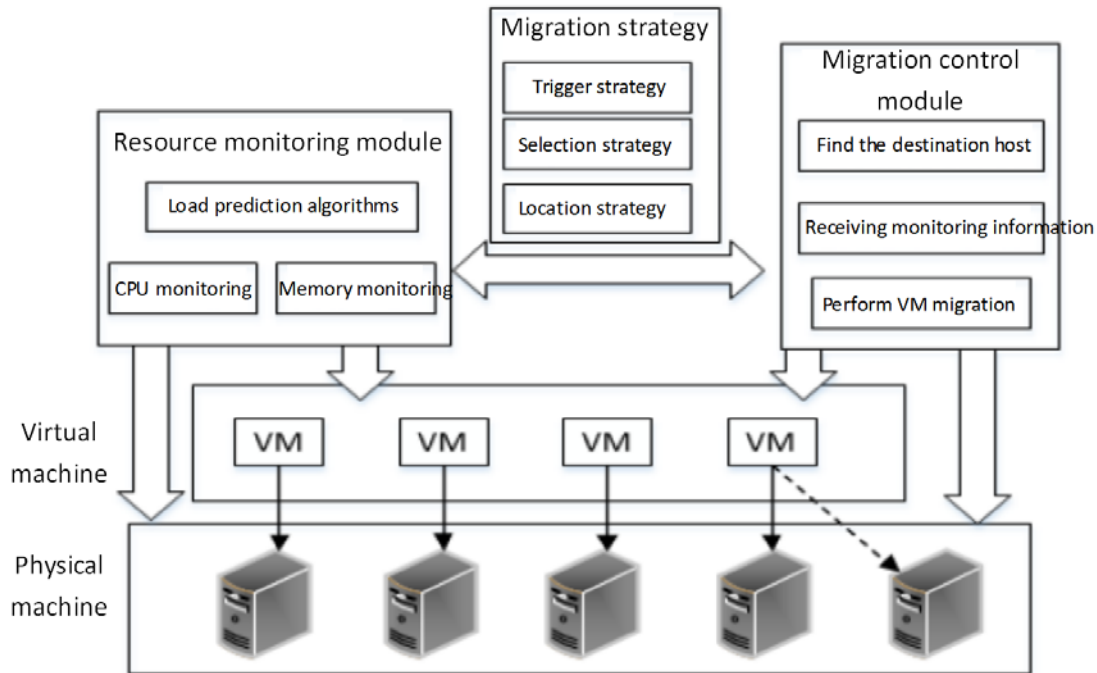 Migration strategy
Trigger strategy
Selection strategy
Location strategy
Resource monitoring module
Load prediction algorithms
CPU monitoring
Memory monitoring
Migration control
module
Find the destination host
Receiving monitoring information
Perform VM migration
Virtual
machine
VM
VM
VM
VM
Physical
machine